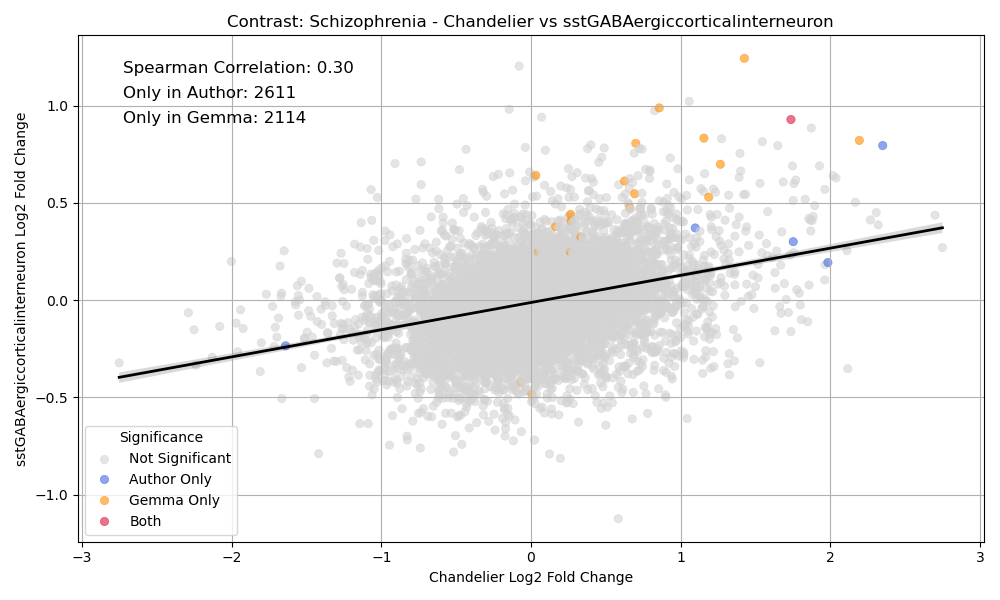 Contrast: Schizophrenia - Chandelier vs sstGABAergiccorticalinterneuron
Spearman Correlation: 0.30
Only in Author: 2611
Only in Gemma: 2114
sstGABAergiccorticalinterneuron Log2 Fold Change
1.0
0.5
0.0
−0.5
−1.0
Significance
Not Significant
Author Only
Gemma Only
Both
−3 −2 −1 0 1 2 3
Chandelier Log2 Fold Change